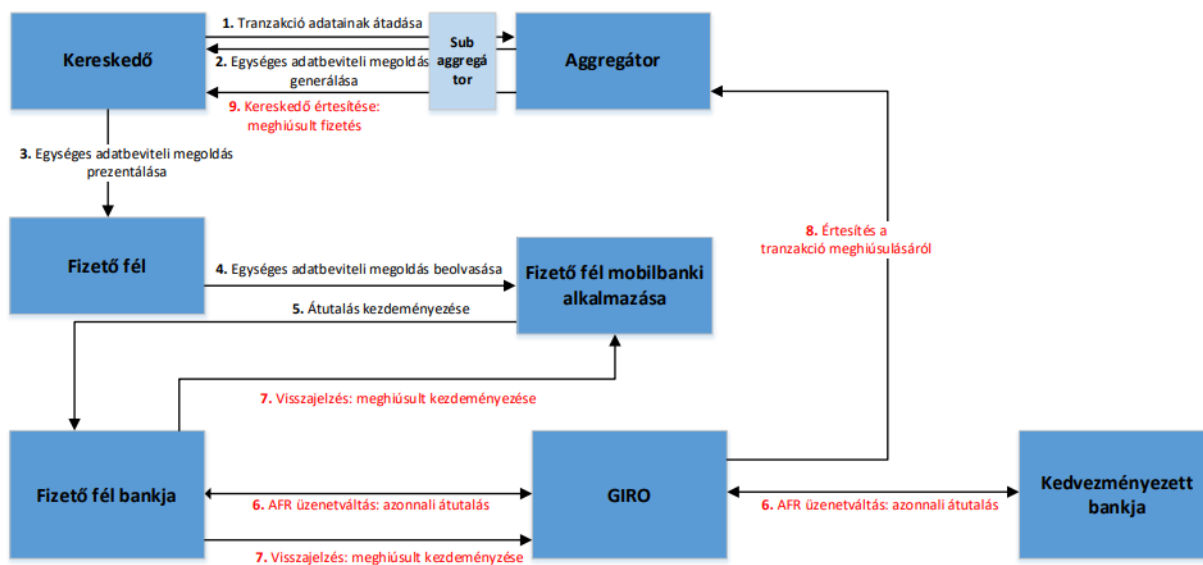 1. Tranzakció adatainak átadása
Kereskedő
Sub
aggregá
tor
Aggregátor
2. Egységes adatbeviteli megoldás
generálása
9. Kereskedő értesítése:
meghiúsult fizetés
3. Egységes adatbeviteli megoldás
prezentálása
8. Értesítés a
tranzakció meghiúsulásáról
Fizető fél
4. Egységes adatbeviteli megoldás beolvasása
Fizető fél mobilbanki
alkalmazása
5. Átutalás kezdeményezése
7. Visszajelzés: meghiúsult kezdeményezése
Fizető fél bankja
6. AFR üzenetváltás: azonnali átutalás
GIRO
6. AFR üzenetváltás: azonnali átutalás
Kedvezményezett
bankja
7. Visszajelzés: meghiúsult kezdeményzése